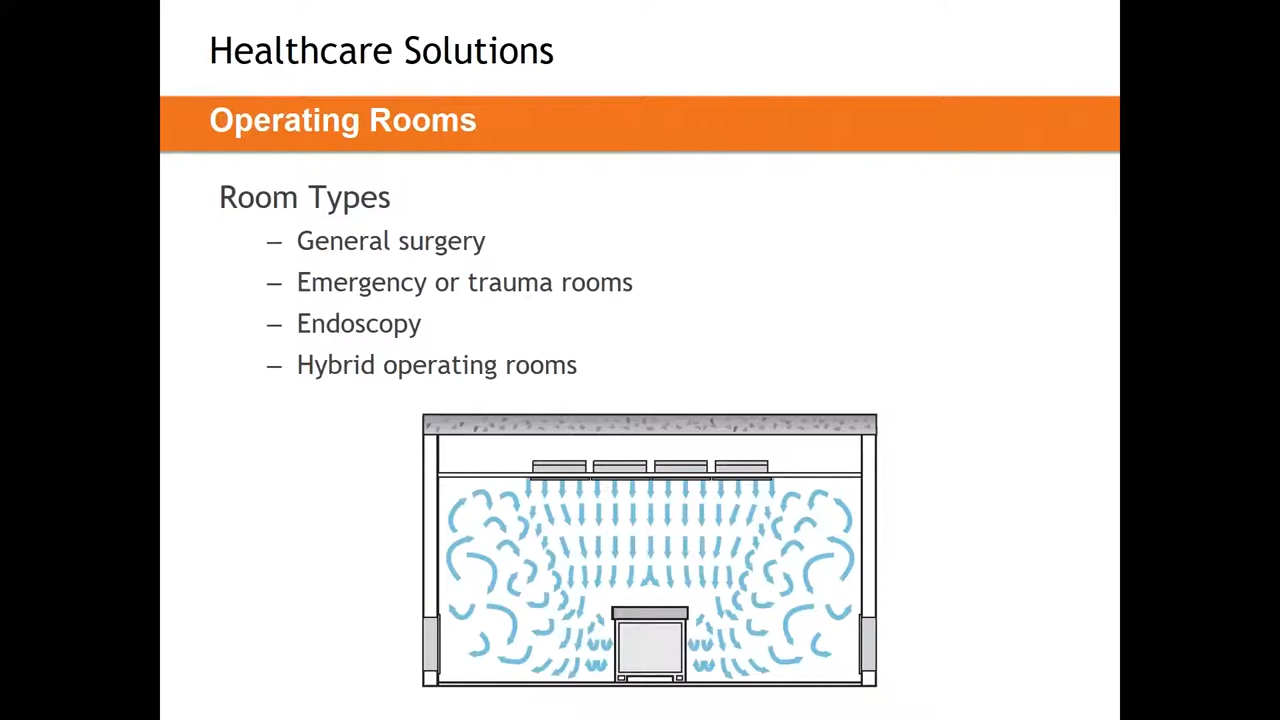 Healthcare Solutions
Operating Rooms
Room Types
– General surgery
– Emergency or trauma rooms
– Endoscopy
– Hybrid operating rooms